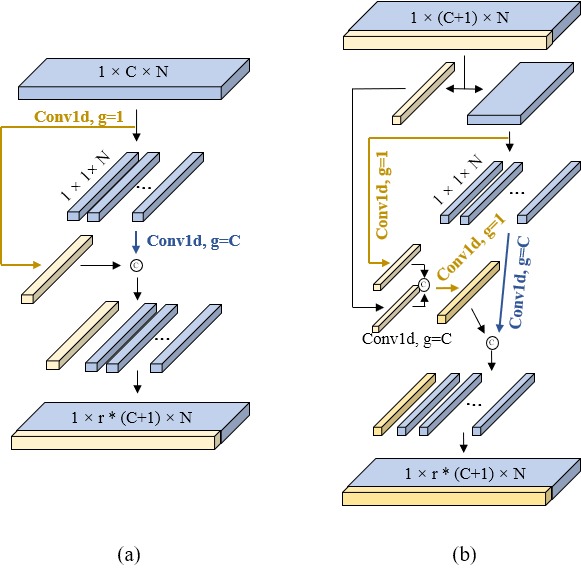 1 × C × N
Conv1d, g=1
1 × 1× N
...
Conv1d, g=C
C
...
1 × r * (C+1) × N
(a)
1 × (C+1) × N
Conv1d, g=1
1 × 1× N
...
Conv1d, g=1
Conv1d, g=C
C
Conv1d, g=C
C
...
1 × r * (C+1) × N
(b)